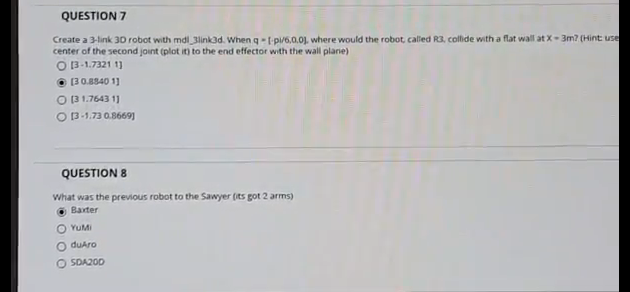 QUESTION 7
Create a 3-link 3D robot with mdl_3link3d. When q = [-pi/6,0,0], where would the robot, called R3, collide with a flat wall at X = 3m? (Hint: use
center of the second joint (plot it) to the end effector with the wall plane)
[3 -1.7321 1]
[3 0.8840 1]
[3 1.7643 1]
[3 -1.73 0.8669]
QUESTION 8
What was the previous robot to the Sawyer (its got 2 arms)
Baxter
YuMi
duAro
SDA20D